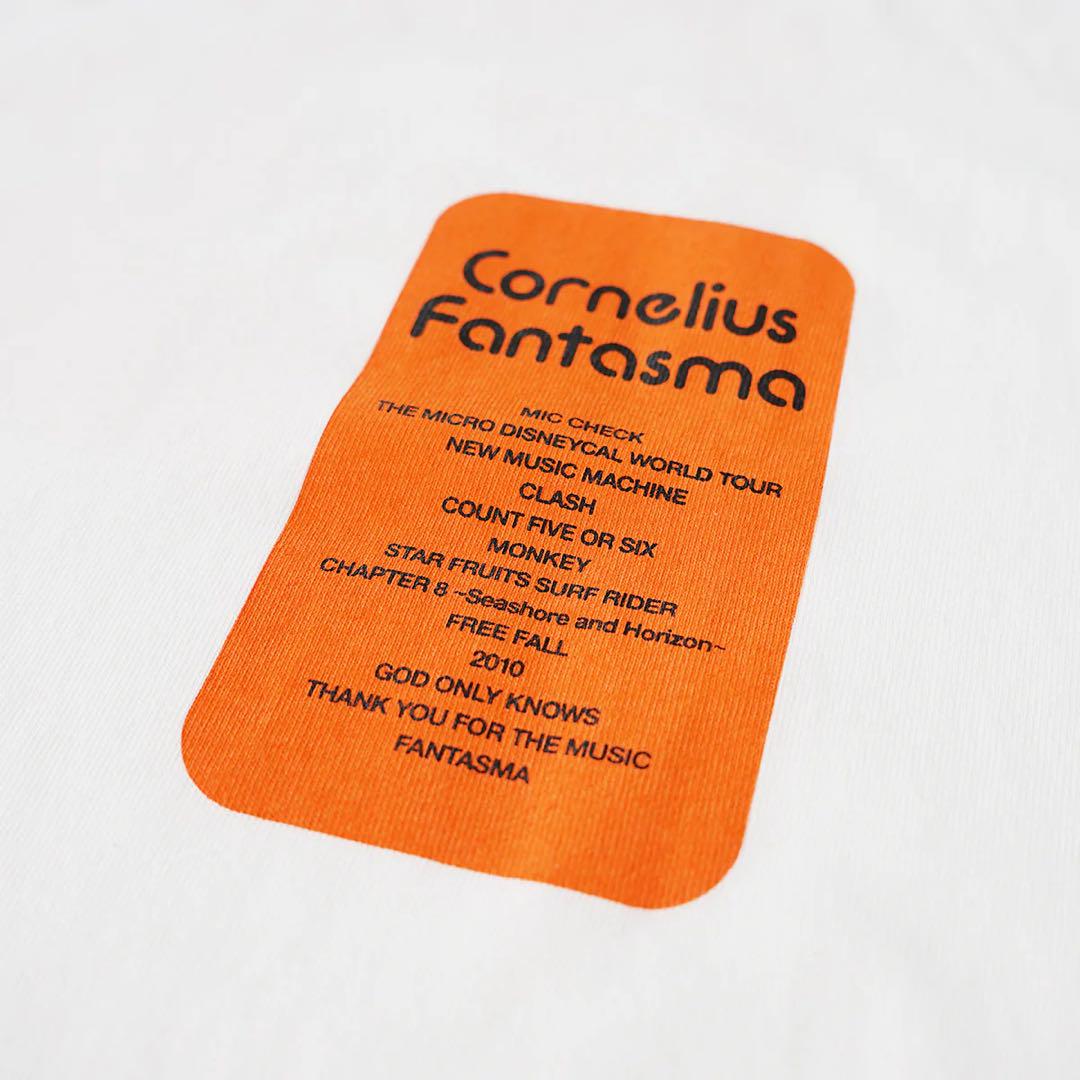 Cornelius
Fantasma
MIC CHECK
THE MICRO DISNEYCAL WORLD TOUR
NEW MUSIC MACHINE
CLASH
COUNT FIVE OR SIX
MONKEY
STAR FRUITS SURF RIDER
CHAPTER 8 ~Seashore and Horizon~
FREE FALL
2010
GOD ONLY KNOWS
THANK YOU FOR THE MUSIC
FANTASMA